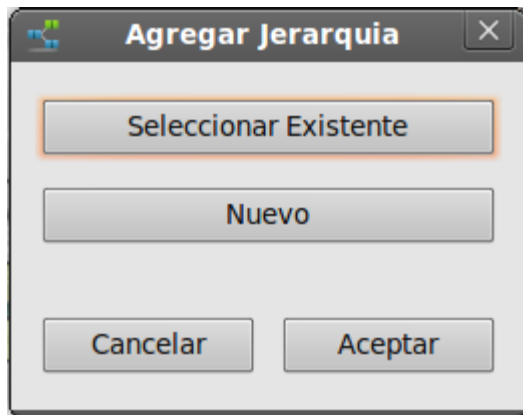 Agregar Jerarquia
Seleccionar Existente
Nuevo
Cancelar Aceptar